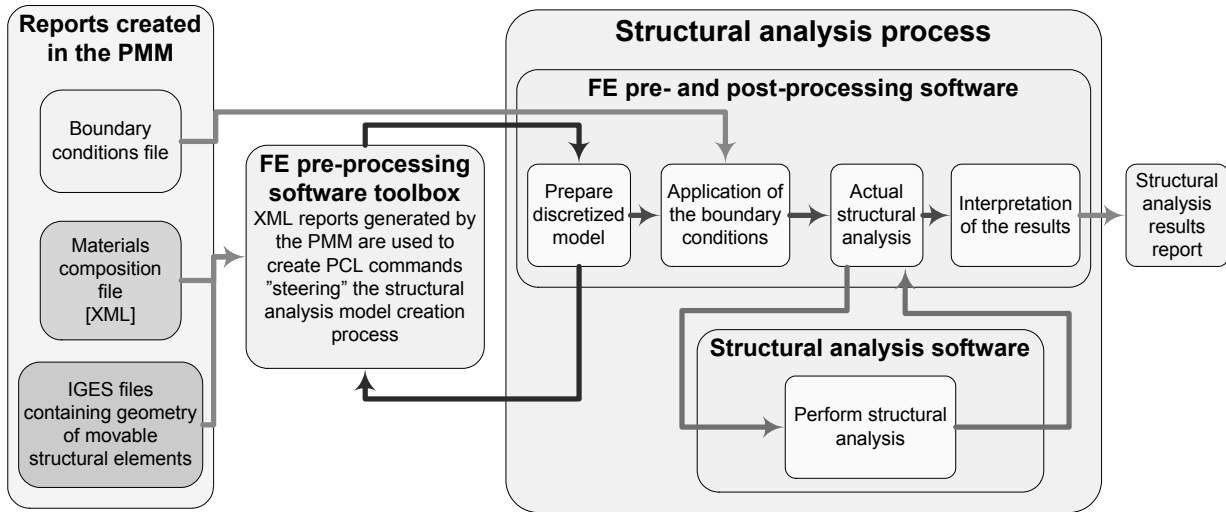 Reports created
in the PMM
Boundary
conditions file
Materials
composition
file
[XML]
IGES files
containing geometry
of movable
structural elements
FE pre-processing
software toolbox
XML reports generated by
the PMM are used to
create PCL commands
”steering” the structural
analysis model creation
process
Structural analysis process
FE pre- and post-processing software
Prepare
discretized
model
Application of
the boundary
conditions
Actual
structural
analysis
Interpretation
of the results
Structural analysis software
Perform structural
analysis
Structural
analysis
results
report